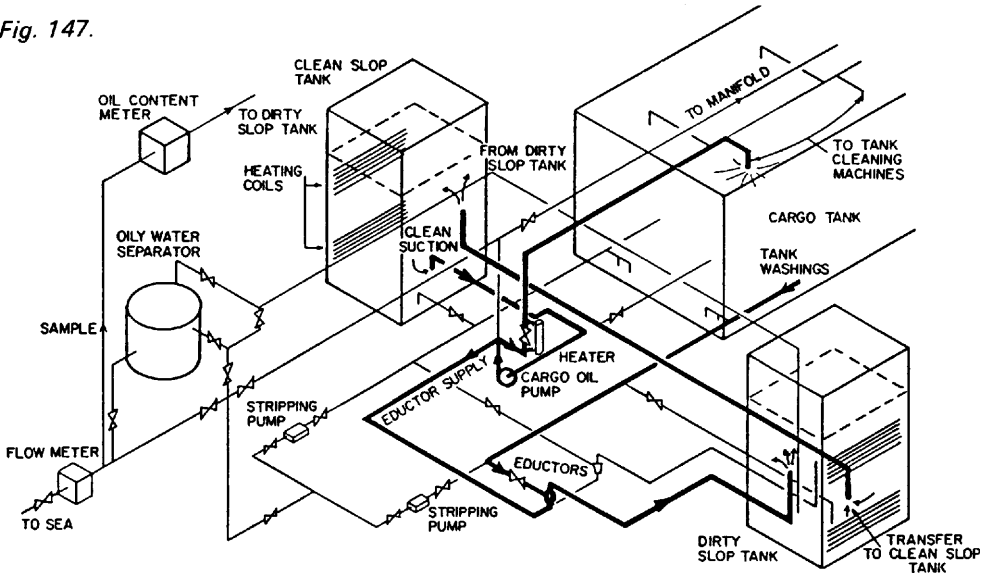 Fig. 147.
CLEAN SLOP
TANK
OIL CONTENT
METER
TO DIRTY
SLOP TANK
TO MANIFOLD
FROM DIRTY
SLOP TANK
TO TANK
CLEANING
MACHINES
HEATING
COILS
CARGO TANK
CLEAN
SUCTION
OILY WATER
SEPARATOR
TANK
WASHINGS
SAMPLE
HEATER
CARGO OIL
PUMP
EDUCTOR SUPPLY
STRIPPING
PUMP
FLOW METER
EDUCTORS
STRIPPING
PUMP
TO SEA
DIRTY
SLOP TANK
TRANSFER
TO CLEAN SLOP
TANK